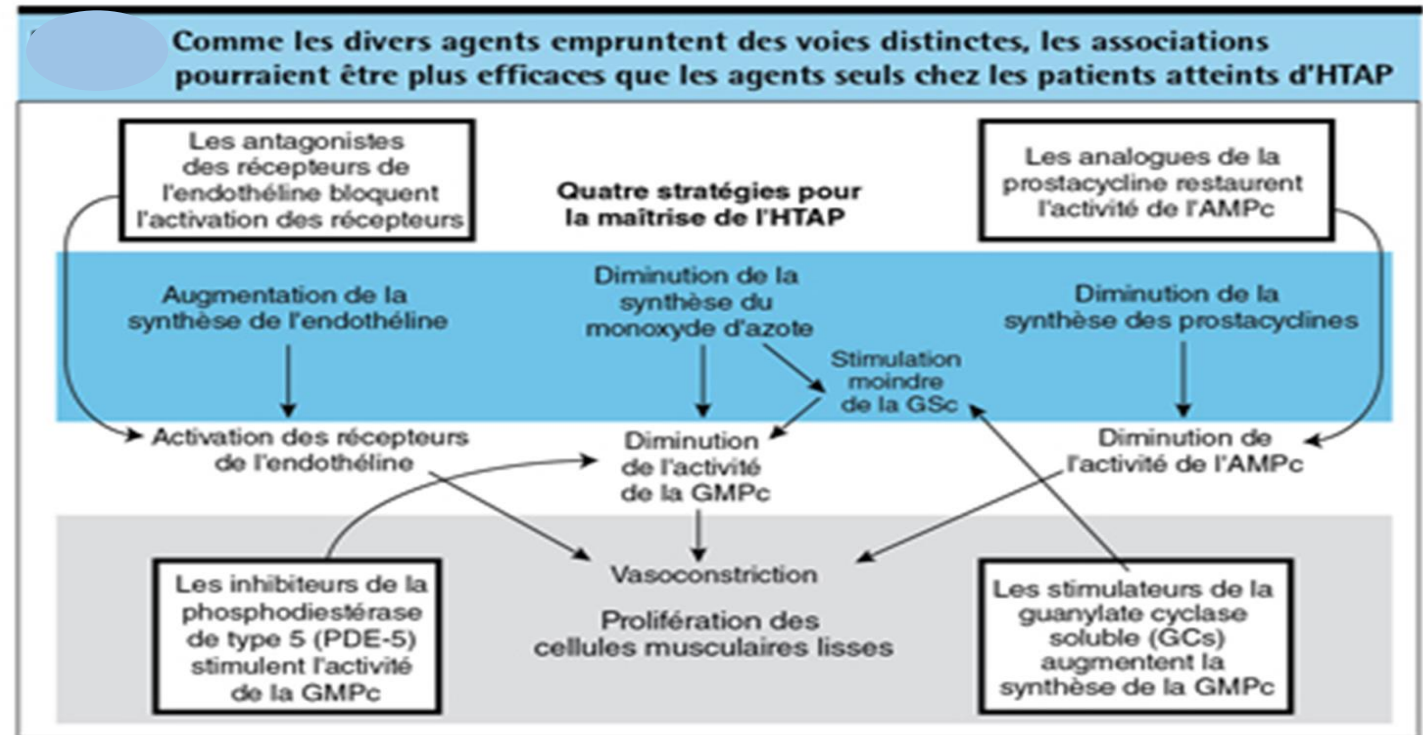 Comme les divers agents empruntent des voies distinctes, les associations
pourraient être plus efficaces que les agents seuls chez les patients atteints d'HTAP
Les antagonistes
des récepteurs de
l'endothéline bloquent
l'activation des récepteurs
Quatre stratégies pour
la maîtrise de l'HTAP
Les analogues de la
prostacycline restaurent
l'activité de l'AMPc
Augmentation de la
synthèse de l'endothéline
Diminution de la
synthèse du
monoxyde d'azote
Diminution de la
synthèse des prostacyclines
Stimulation
moindre
de la GSc
Activation des récepteurs
de l'endothéline
Diminution
de l'activité
de la GMPc
Diminution de
l'activité de l'AMPc
Les inhibiteurs de la
phosphodiestérase
de type 5 (PDE-5)
stimulent l'activité
de la GMPc
Vasoconstriction
Prolifération des
cellules musculaires lisses
Les stimulateurs de la
guanylate cyclase
soluble (GCs)
augmentent la
synthèse de la GMPc